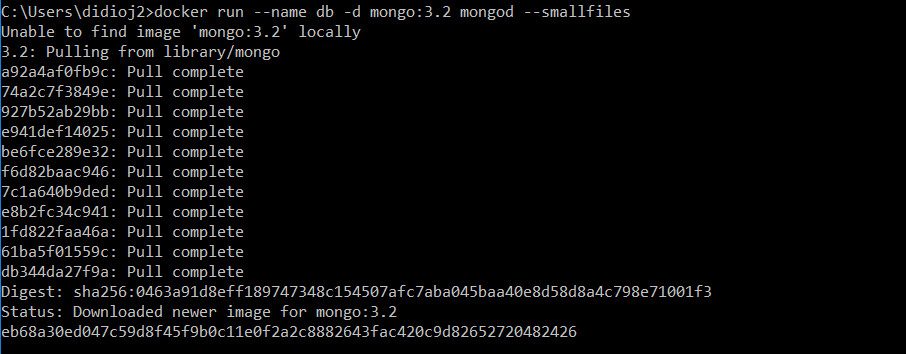 C:\Users\didioj2>docker run --name db -d mongo:3.2 mongod --smallfiles
Unable to find image 'mongo:3.2' locally
3.2: Pulling from library/mongo
a92a4af0fb9c: Pull complete
74a2c7f3849e: Pull complete
927b52ab29bb: Pull complete
e941def14025: Pull complete
be6fce289e32: Pull complete
f6d82baac946: Pull complete
7c1a640b9ded: Pull complete
e8b2fc34c941: Pull complete
1fd822faa46a: Pull complete
61ba5f01559c: Pull complete
db344da27f9a: Pull complete
Digest: sha256:0463a91d8eff189747348c154507afc7aba045baa40e8d58d8a4c798e71001f3
Status: Downloaded newer image for mongo:3.2
eb68a30ed047c59d8f45f9b0c11e0f2a2c8882643fac420c9d82652720482426